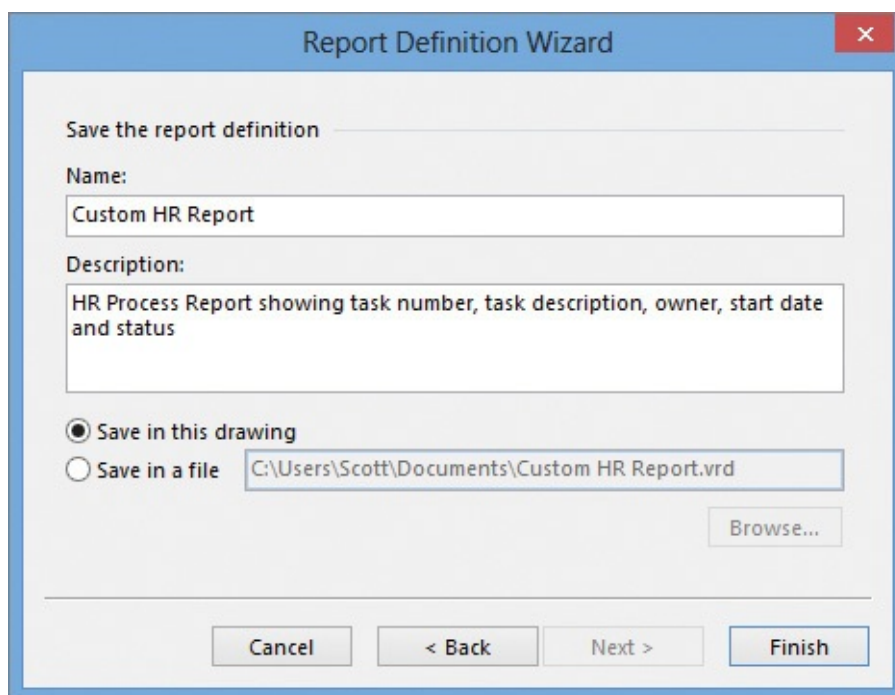 Report Definition Wizard
Save the report definition
Name:
Custom HR Report
Description:
HR Process Report showing task number, task description, owner, start date
and status
Save in this drawing
Save in a file C:\Users\Scott\Documents\Custom HR Report.vrd
Browse...
Cancel < Back Next > Finish